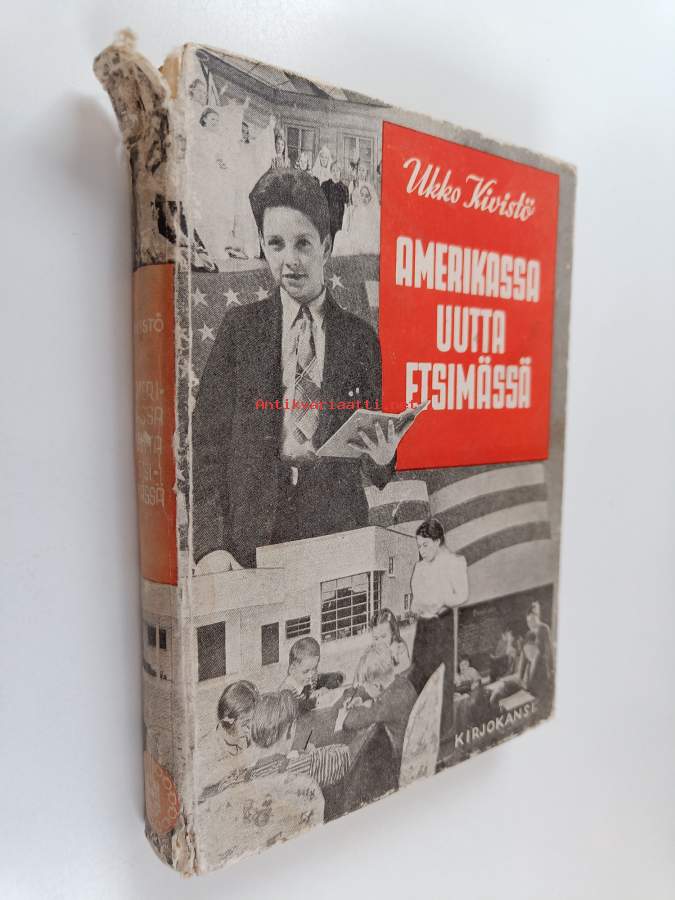 Ukko Kivistö
AMERIKASSA
UUTTA
ETSIMÄSSÄ
Antikvariaatti.net
KIRJOKANSI